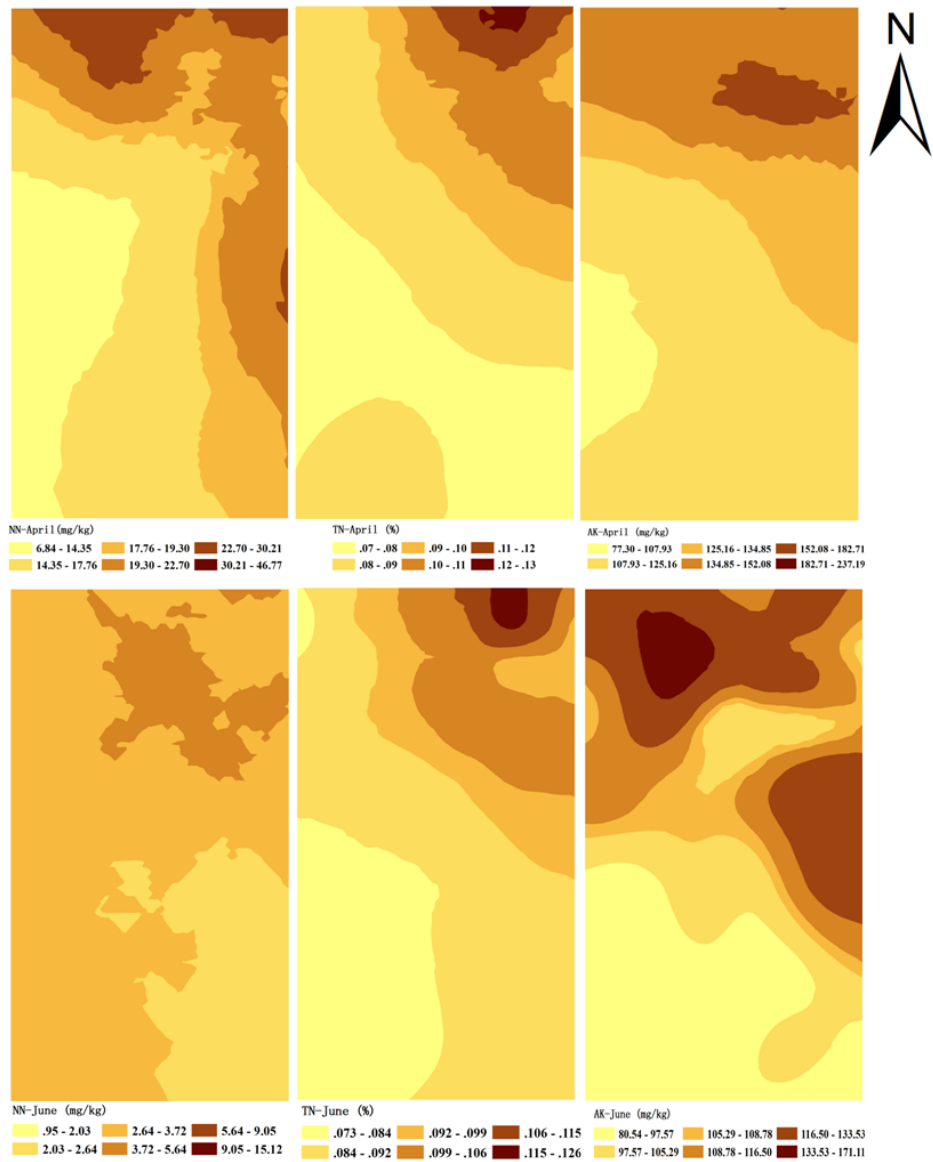 N
NN-April(mg/kg)
6.84 - 14.35 17.76 - 19.30 22.70 - 30.21
14.35 - 17.76 19.30 - 22.70 30.21 - 46.77
TN-April (%)
.07 - .08 .09 - .10 .11 - .12
.08 - .09 .10 - .11 .12 - .13
AK-April (mg/kg)
77.30 - 107.93 125.16 - 134.85 152.08 - 182.71
107.93 - 125.16 134.85 - 152.08 182.71 - 237.19
NN-June (mg/kg)
.95 - 2.03 2.64 - 3.72 5.64 - 9.05
2.03 - 2.64 3.72 - 5.64 9.05 - 15.12
TN-June (%)
.073 - .084 .092 - .099 .106 - .115
.084 - .092 .099 - .106 .115 - .126
AK-June (mg/kg)
80.54 - 97.57 105.29 - 108.78 116.50 - 133.53
97.57 - 105.29 108.78 - 116.50 133.53 - 171.11